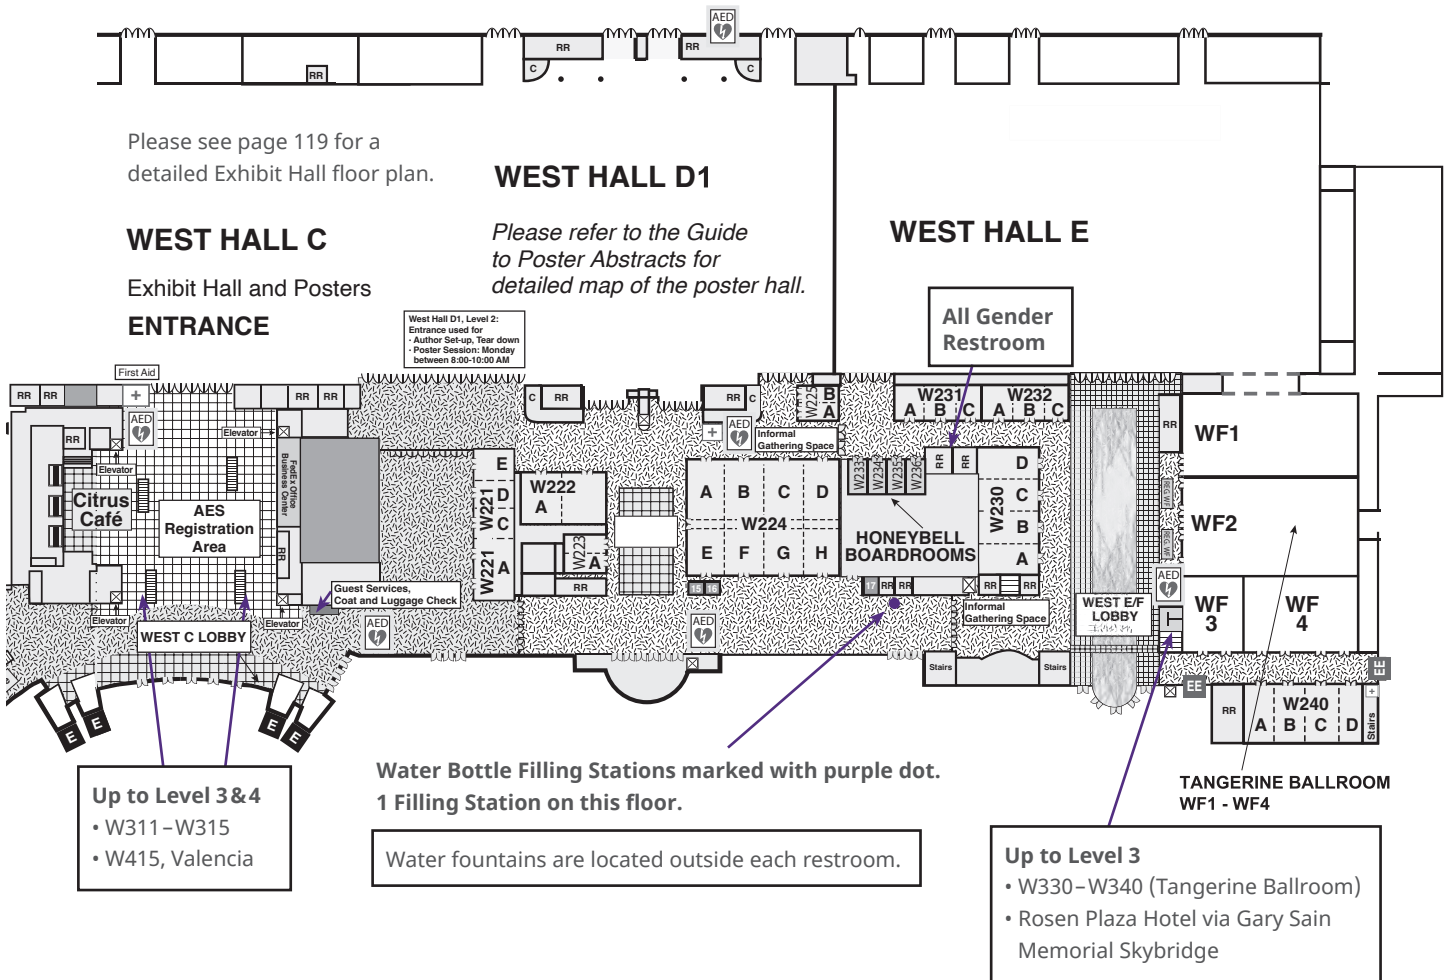 AED
RR
RR
RR
C
C
Please see page 119 for a
detailed Exhibit Hall floor plan.
WEST HALL D1
WEST HALL C
Please refer to the Guide
to Poster Abstracts for
detailed map of the poster hall.
WEST HALL E
Exhibit Hall and Posters
ENTRANCE
West Hall D1, Level 2:
Entrance used for
· Author Set-up, Tear down
· Poster Session: Monday
between 8:00-10:00 AM
All Gender
Restroom
First Aid
RR
RR
+
RR
RR
C
RR
RR
C
W225
B
A
W231
A B C
W232
A B C
AED
RR
Elevator
Elevator
+
AED
Informal
Gathering Space
RR
WF1
FedEx Office
Business Center
Citrus
Café
AES
Registration
Area
RR
E
D
C
W221
W221
A
W222
A
W223
A
RR
A B C D
W224
E F G H
W233
W234
W235
W236
RR
RR
HONEYBELL
BOARDROOMS
W230
D
C
B
A
WF2
REG WF
REG WF
17
RR
RR
RR
RR
AED
Guest Services,
Coat and Luggage Check
Elevator
Elevator
WEST C LOBBY
AED
AED
Informal
Gathering Space
WEST E/F
LOBBY
WF
3
WF
4
Stairs
Stairs
EE
EE
E
E
E
E
RR
W240
A B C D
+
Stairs
TANGERINE BALLROOM
WF1 - WF4
Water Bottle Filling Stations marked with purple dot.
1 Filling Station on this floor.
Up to Level 3&4
• W311–W315
• W415, Valencia
Water fountains are located outside each restroom.
Up to Level 3
• W330–W340 (Tangerine Ballroom)
• Rosen Plaza Hotel via Gary Sain
Memorial Skybridge